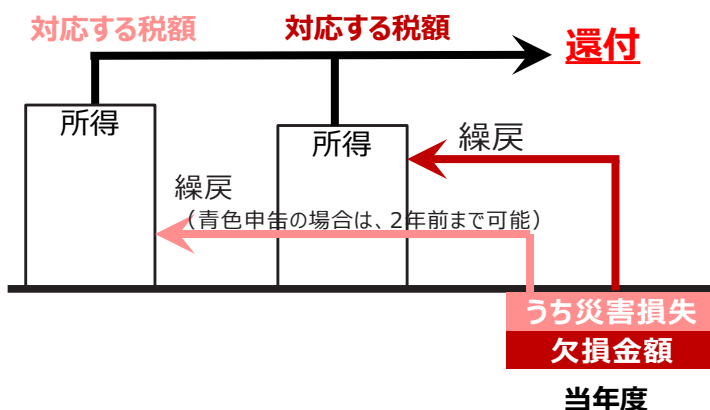 対応する税額
対応する税額
還付
所得
所得
繰戻
繰戻
（青色申告の場合は、2年前まで可能）
うち災害損失
欠損金額
当年度